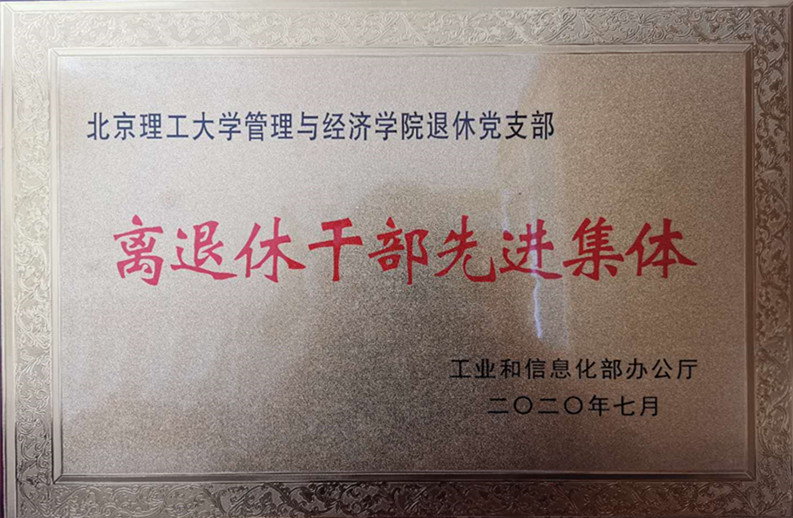 北京理工大学管理与经济学院退休党支部
离退休干部先进集体
工业和信息化部办公厅
二〇二〇年七月